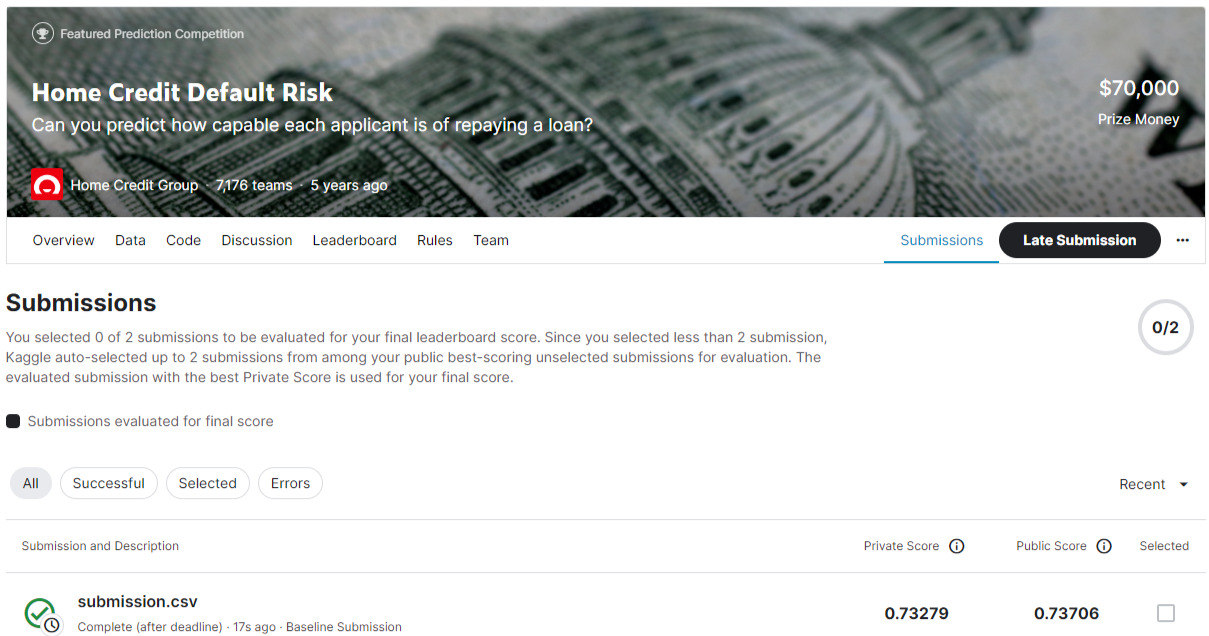 Featured Prediction Competition
Home Credit Default Risk
Can you predict how capable each applicant is of repaying a loan?
$70,000
Prize Money
Home Credit Group · 7,176 teams · 5 years ago
Overview Data Code Discussion Leaderboard Rules Team Submissions Late Submission
Submissions
0/2
You selected 0 of 2 submissions to be evaluated for your final leaderboard score. Since you selected less than 2 submission,
Kaggle auto-selected up to 2 submissions from among your public best-scoring unselected submissions for evaluation. The
evaluated submission with the best Private Score is used for your final score.
Submissions evaluated for final score
All Successful Selected Errors Recent
Submission and Description Private Score Public Score Selected
submission.csv
Complete (after deadline) · 17s ago · Baseline Submission
0.73279 0.73706